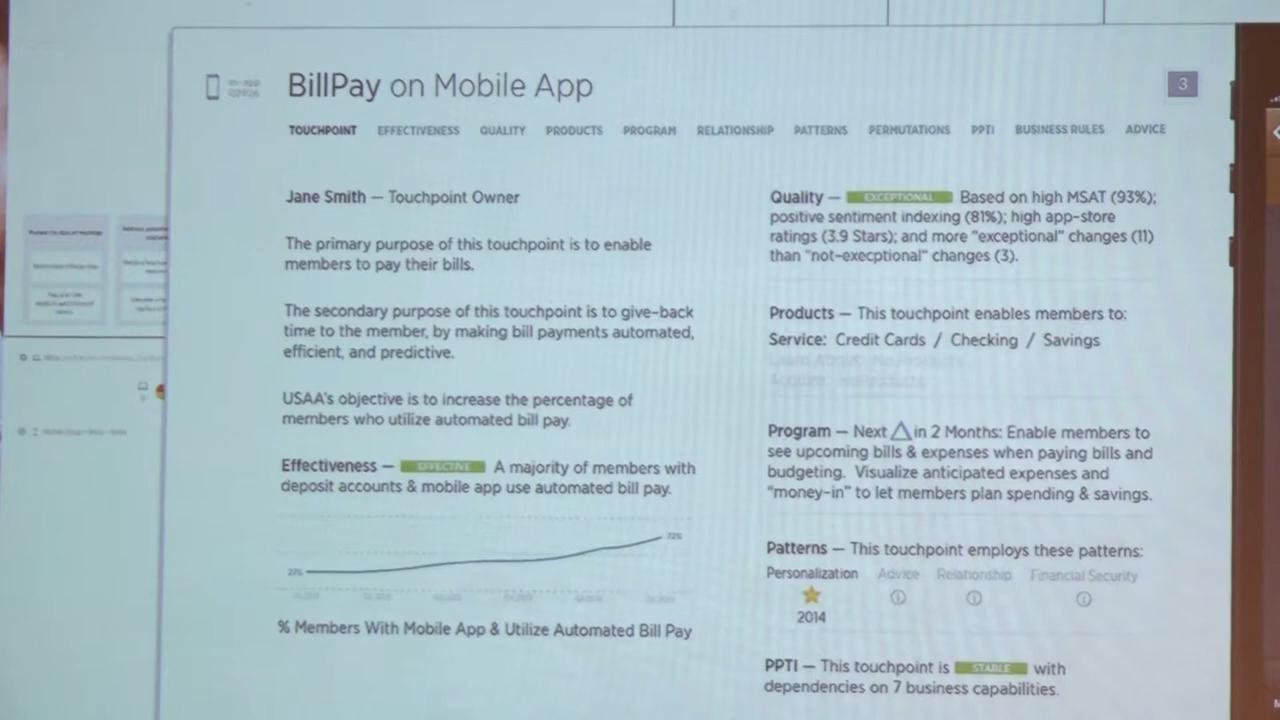 BillPay on Mobile App
3
TOUCHPOINT EFFECTIVENESS QUALITY PRODUCTS PROGRAM RELATIONSHIP PATTERNS PERMUTATIONS PPTI BUSINESS RULES ADVICE
Jane Smith – Touchpoint Owner
The primary purpose of this touchpoint is to enable
members to pay their bills.
The secondary purpose of this touchpoint is to give-back
time to the member, by making bill payments automated,
efficient, and predictive.
USAA's objective is to increase the percentage of
members who utilize automated bill pay.
Effectiveness – EFFECTIVE A majority of members with
deposit accounts & mobile app use automated bill pay.
% Members With Mobile App & Utilize Automated Bill Pay
Quality – EXCEPTIONAL Based on high MSAT (93%);
positive sentiment indexing (81%); high app-store
ratings (3.9 Stars); and more "exceptional" changes (11)
than "not-execptional" changes (3).
Products – This touchpoint enables members to:
Service: Credit Cards / Checking / Savings
Program – Next in 2 Months: Enable members to
see upcoming bills & expenses when paying bills and
budgeting. Visualize anticipated expenses and
"money-in" to let members plan spending & savings.
Patterns – This touchpoint employs these patterns:
Personalization Advice Relationship Financial Security
2014
PPTI – This touchpoint is STABLE with
dependencies on 7 business capabilities.